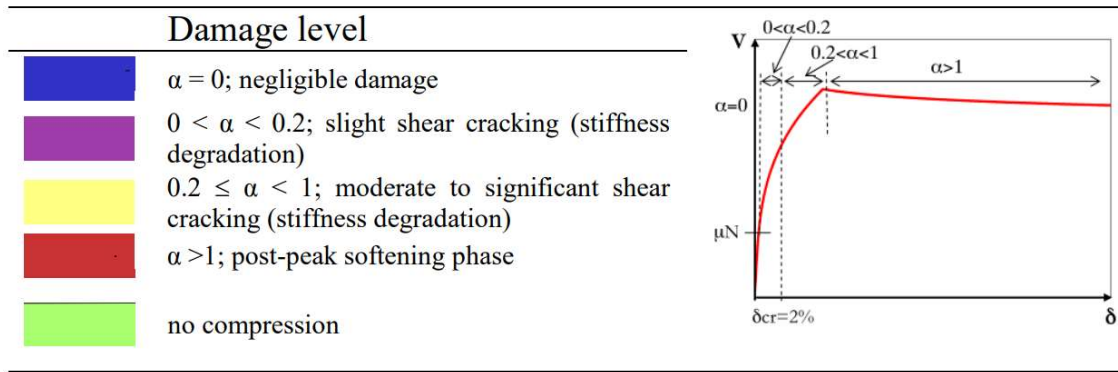 Damage level
α = 0; negligible damage
0 < α < 0.2; slight shear cracking (stiffness
degradation)
0.2 ≤ α < 1; moderate to significant shear
cracking (stiffness degradation)
α >1; post-peak softening phase
no compression
0<α<0.2
V
0.2<α<1
α>1
α=0
μN
δcr=2%
δ